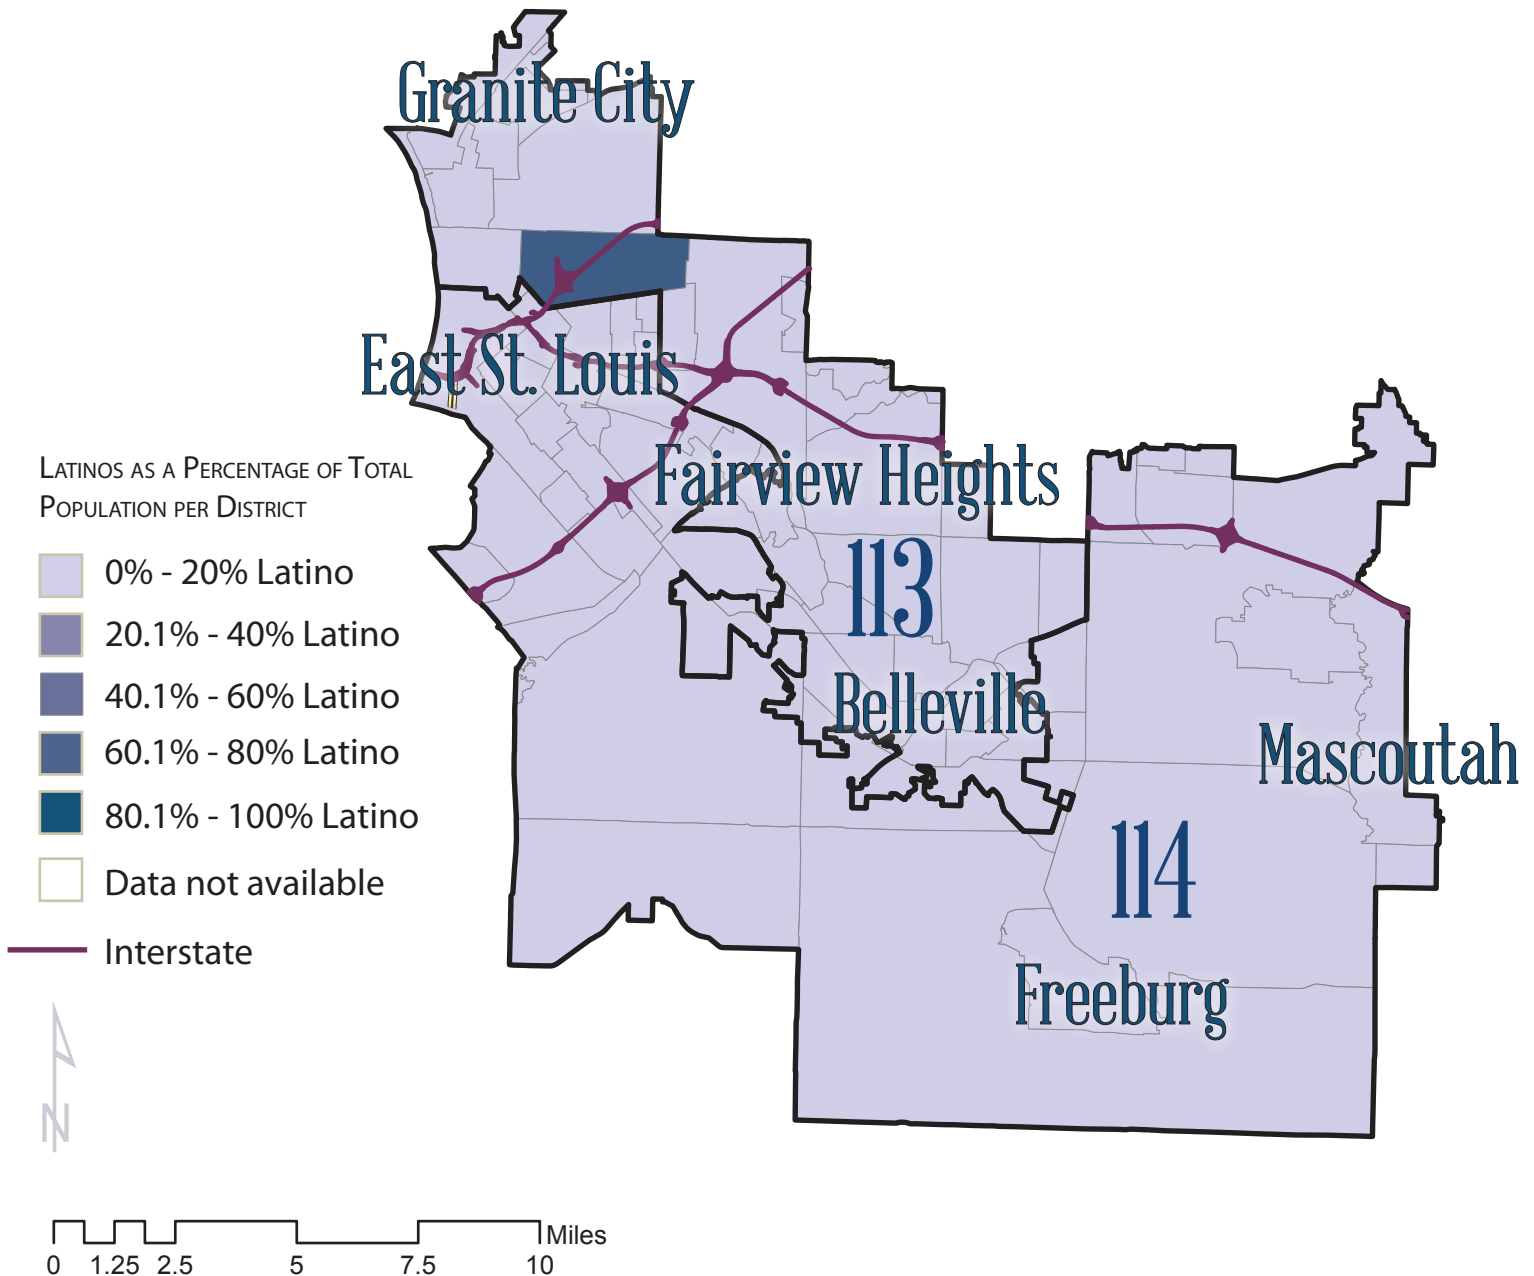 Granite City
East St. Louis
Fairview Heights
113
Belleville
Mascoutah
114
Freeburg
Latinos as a Percentage of Total
Population per District
0% - 20% Latino
20.1% - 40% Latino
40.1% - 60% Latino
60.1% - 80% Latino
80.1% - 100% Latino
Data not available
Interstate
N
Miles
0 1.25 2.5 5 7.5 10